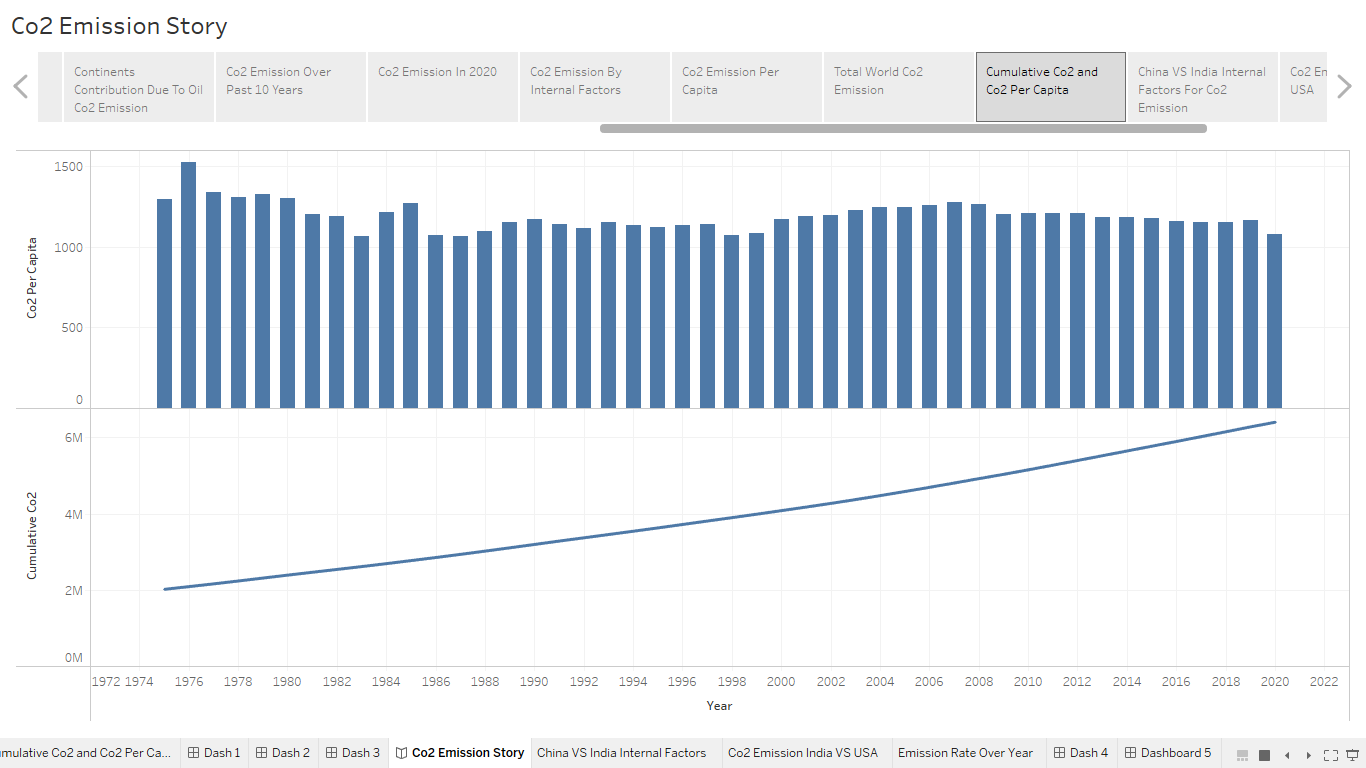 Co2 Emission Story
Continents
Contribution Due To Oil
Co2 Emission
Co2 Emission Over
Past 10 Years
Co2 Emission In 2020
Co2 Emission By
Internal Factors
Co2 Emission Per
Capita
Total World Co2
Emission
Cumulative Co2 and
Co2 Per Capita
China VS India Internal
Factors For Co2
Emission
Co2 En
USA
1500
1000
500
0
Co2 Per Capita
6M
4M
2M
0M
Cumulative Co2
1972 1974 1976 1978 1980 1982 1984 1986 1988 1990 1992 1994 1996 1998 2000 2002 2004 2006 2008 2010 2012 2014 2016 2018 2020 2022
Year
mulative Co2 and Co2 Per Ca... Dash 1 Dash 2 Dash 3 Co2 Emission Story China VS India Internal Factors Co2 Emission India VS USA Emission Rate Over Year Dash 4 Dashboard 5